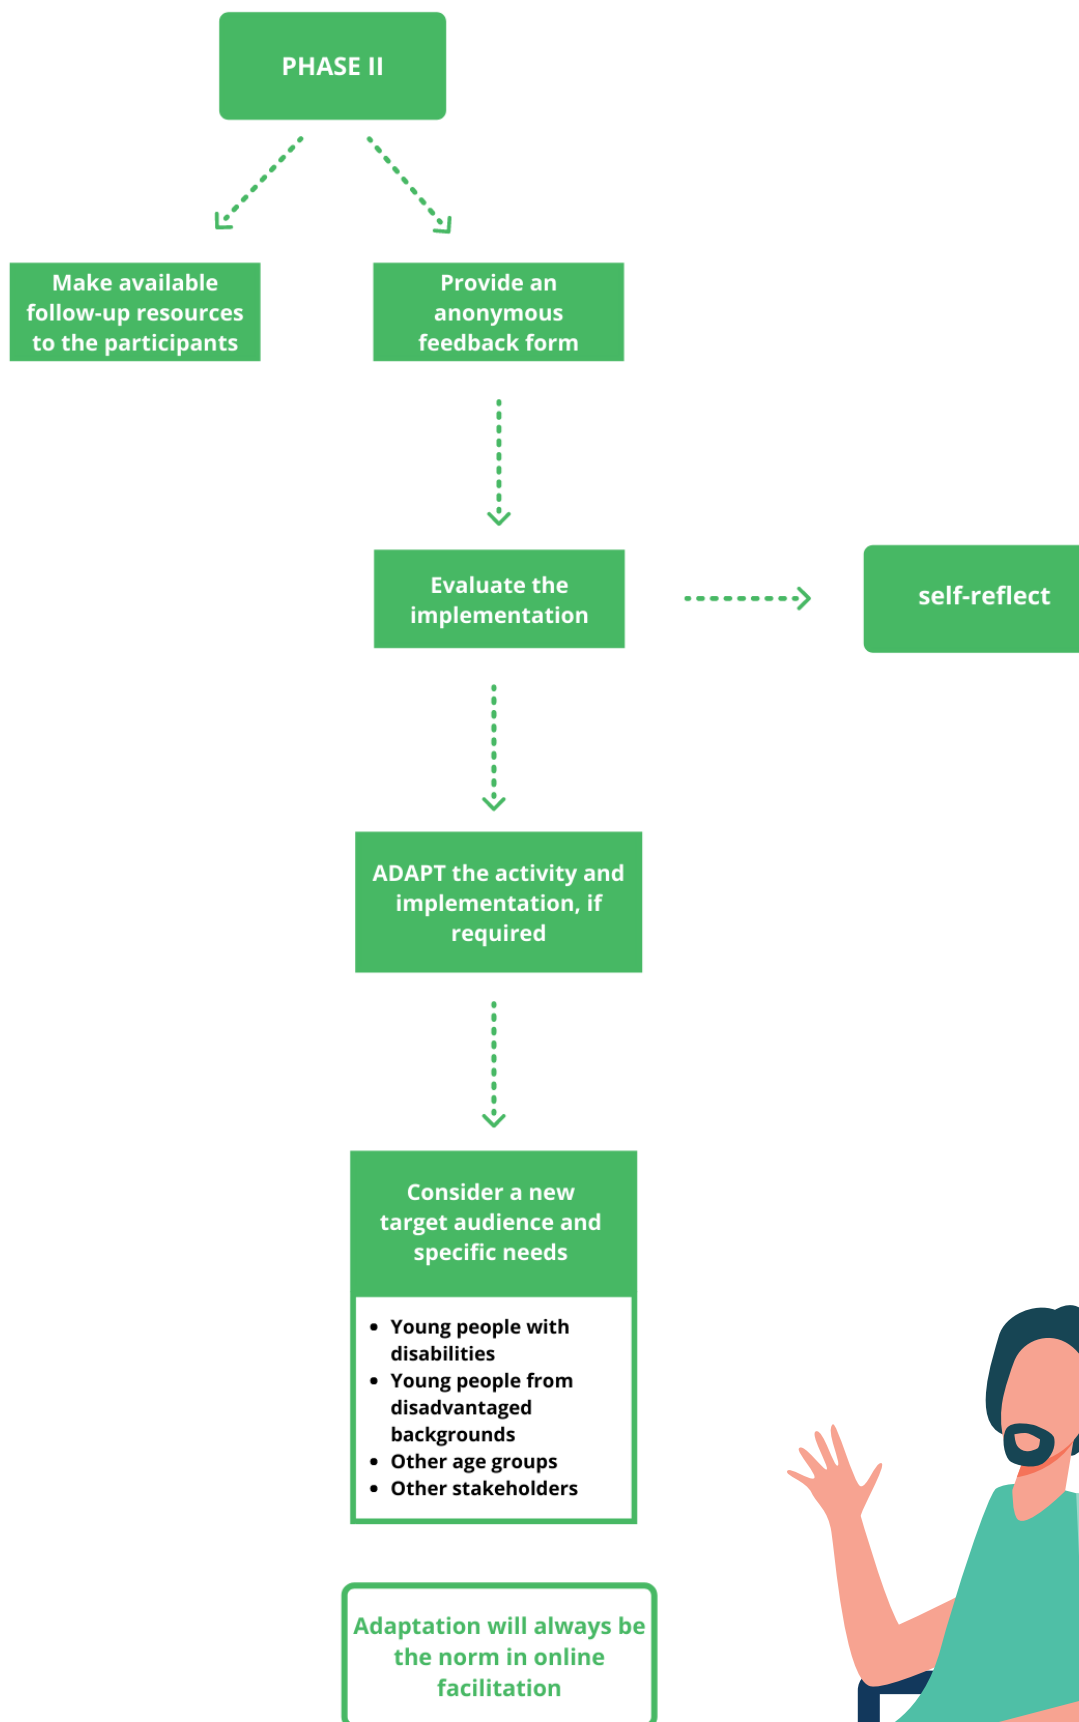 PHASE II
Make available
follow-up resources
to the participants
Provide an
anonymous
feedback form
Evaluate the
implementation
self-reflect
ADAPT the activity and
implementation, if
required
Consider a new
target audience and
specific needs
• Young people with
disabilities
• Young people from
disadvantaged
backgrounds
• Other age groups
• Other stakeholders
Adaptation will always be
the norm in online
facilitation